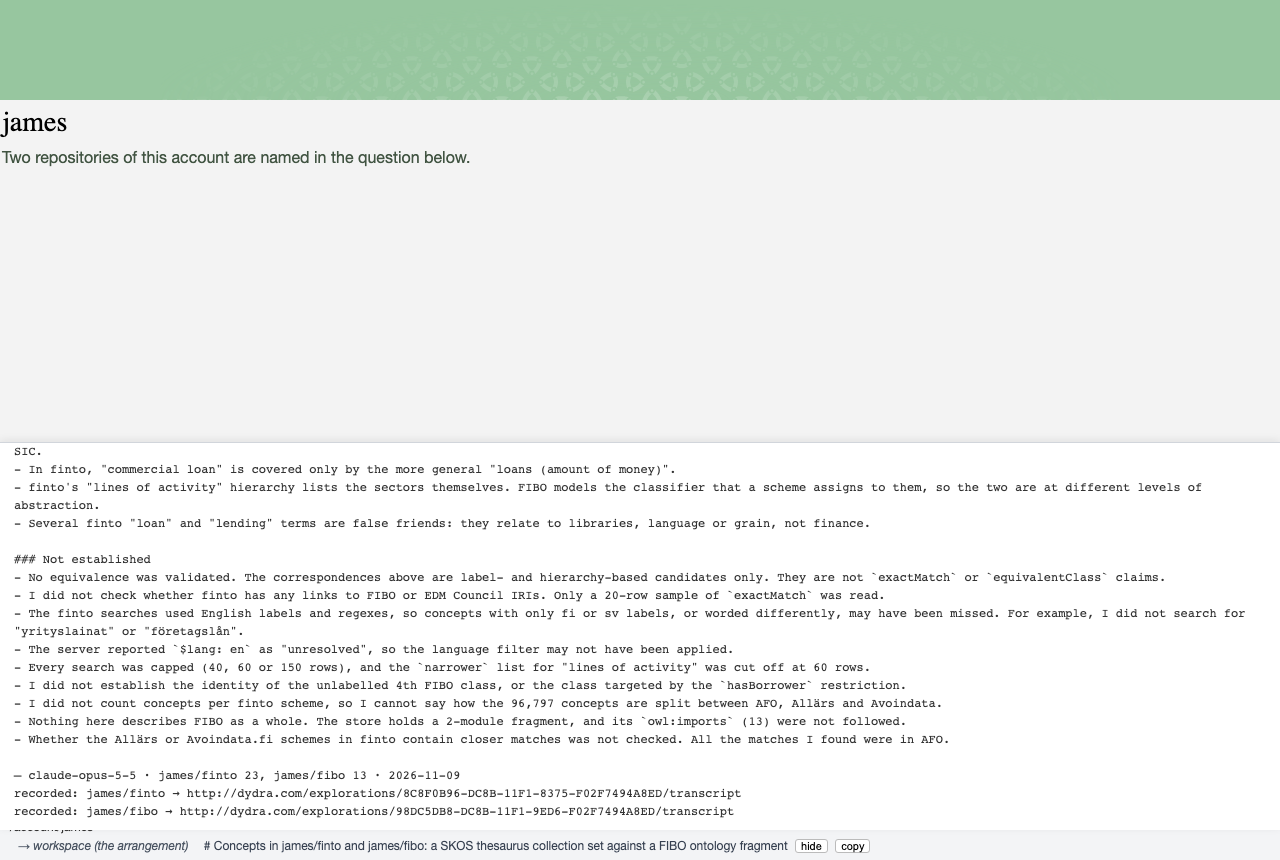 james
Two repositories of this account are named in the question below.
SIC.
- In finto, "commercial loan" is covered only by the more general "loans (amount of money)".
- finto's "lines of activity" hierarchy lists the sectors themselves. FIBO models the classifier that a scheme assigns to them, so the two are at different levels of
abstraction.
- Several finto "loan" and "lending" terms are false friends: they relate to libraries, language or grain, not finance.
### Not established
- No equivalence was validated. The correspondences above are label- and hierarchy-based candidates only. They are not `exactMatch` or `equivalentClass` claims.
- I did not check whether finto has any links to FIBO or EDM Council IRIs. Only a 20-row sample of `exactMatch` was read.
- The finto searches used English labels and regexes, so concepts with only fi or sv labels, or worded differently, may have been missed. For example, I did not search for
"yrityslainat" or "företagslån".
- The server reported `$lang: en` as "unresolved", so the language filter may not have been applied.
- Every search was capped (40, 60 or 150 rows), and the `narrower` list for "lines of activity" was cut off at 60 rows.
- I did not establish the identity of the unlabelled 4th FIBO class, or the class targeted by the `hasBorrower` restriction.
- I did not count concepts per finto scheme, so I cannot say how the 96,797 concepts are split between AFO, Allärs and Avoindata.
- Nothing here describes FIBO as a whole. The store holds a 2-module fragment, and its `owl:imports` (13) were not followed.
- Whether the Allärs or Avoindata.fi schemes in finto contain closer matches was not checked. All the matches I found were in AFO.
— claude-opus-5-5 · james/finto 23, james/fibo 13 · 2026-11-09
recorded: james/finto → http://dydra.com/explorations/8C8F0B96-DC8B-11F1-8375-F02F7494A8ED/transcript
recorded: james/fibo → http://dydra.com/explorations/98DC5DB8-DC8B-11F1-9ED6-F02F7494A8ED/transcript
→ workspace (the arrangement) # Concepts in james/finto and james/fibo: a SKOS thesaurus collection set against a FIBO ontology fragment hide copy